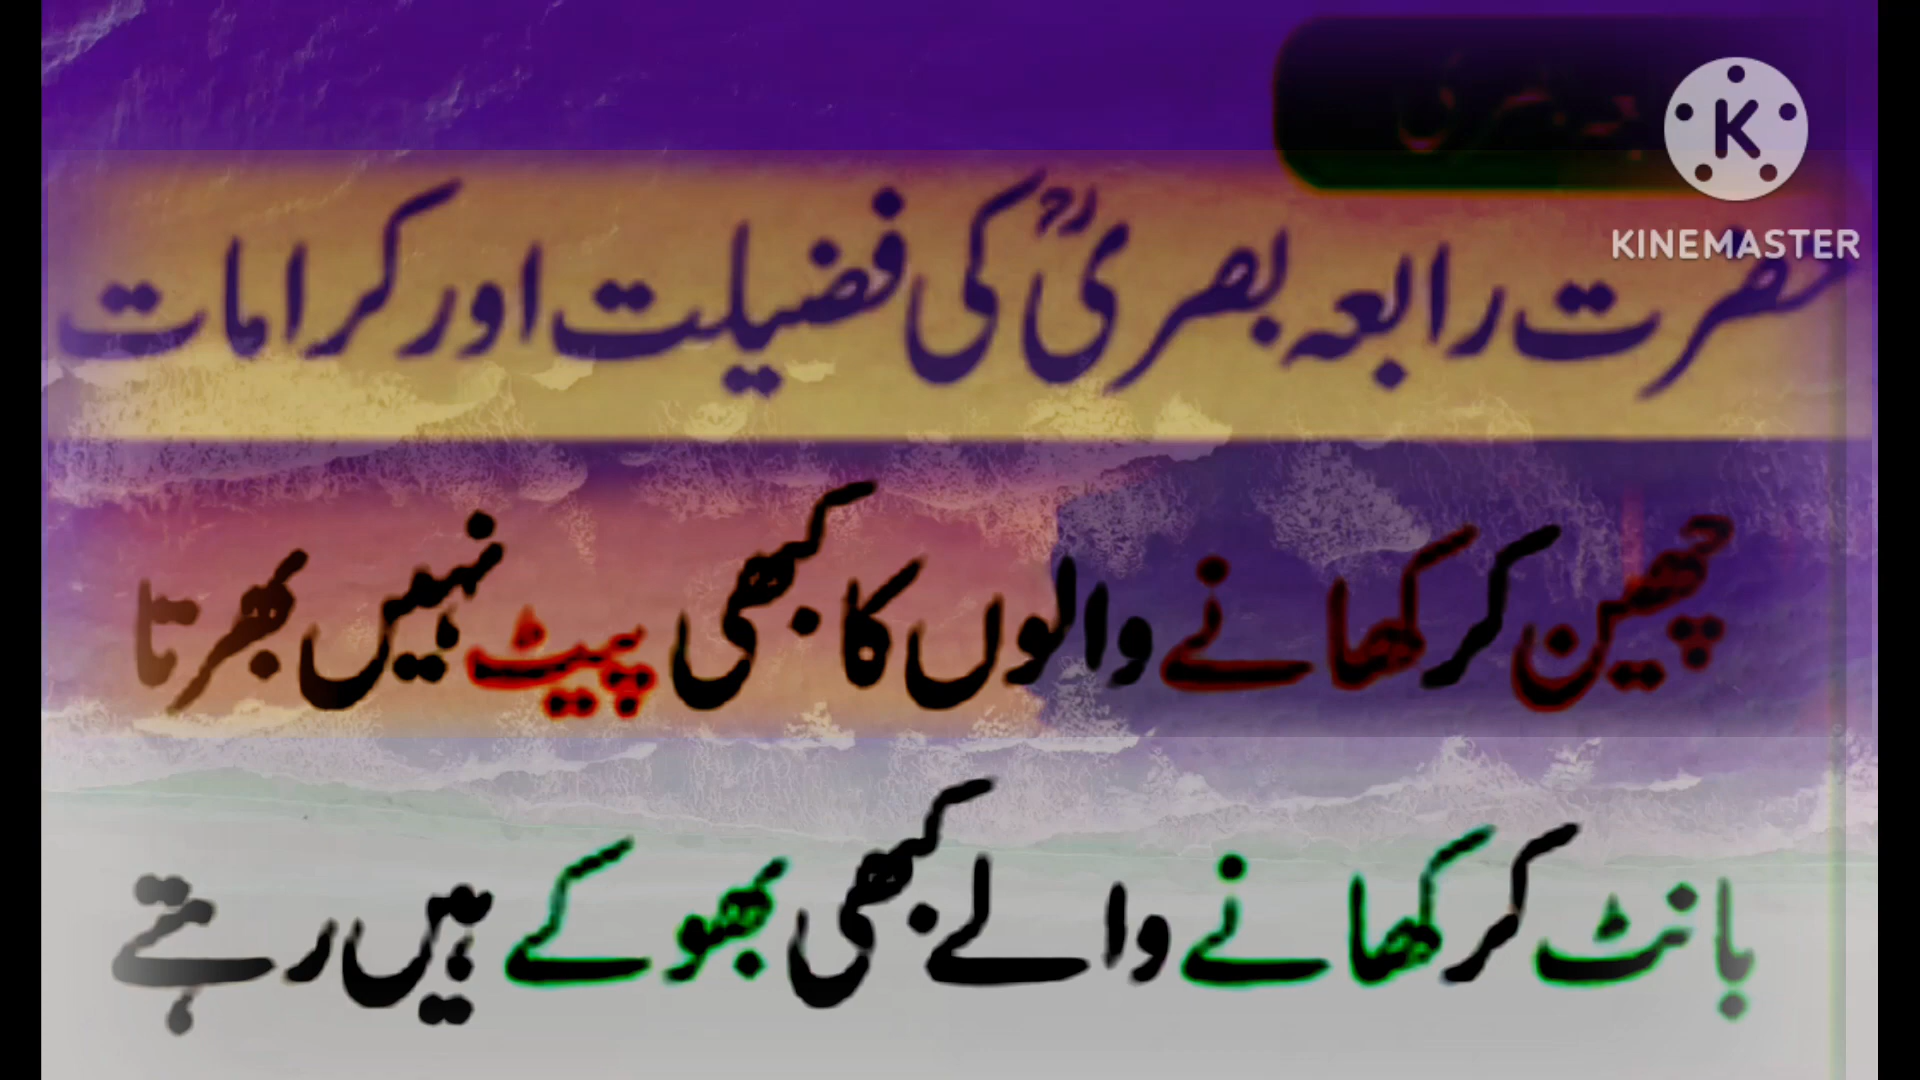 KINEMASTER
حضرت رابعہ بصریؒ کی فضیلت اور کرامات
چھین کر کھانے والوں کا کبھی پیٹ نہیں بھرتا
بانٹ کر کھانے والے کبھی بھوکے ہیں رہتے